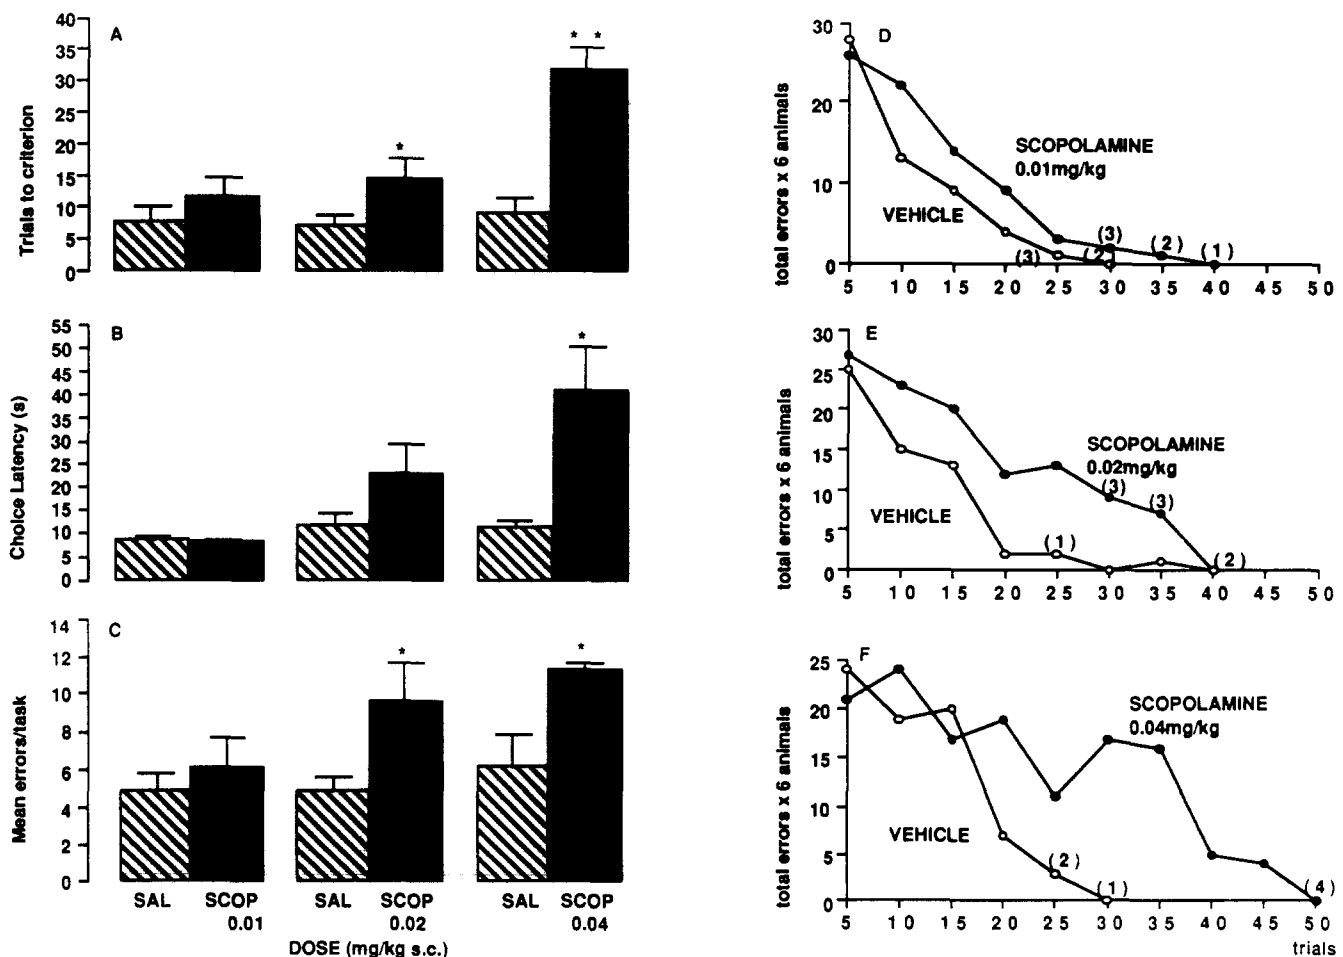 A
Trials to criterion
40
35
30
25
20
15
10
5
0
*
* *
B
Choice Latency (s)
55
50
45
40
35
30
25
20
15
10
5
0
*
C
Mean errors/task
14
12
10
8
6
4
2
0
*
*
SAL SCOP SAL SCOP SAL SCOP
0.01 0.02 0.04
DOSE (mg/kg s.c.)
D
total errors x 6 animals
30
20
10
0
SCOPOLAMINE
0.01mg/kg
VEHICLE
(3) (2) (1)
(3) (2)
5 10 15 20 25 30 35 40 45 50
E
total errors x 6 animals
30
25
20
15
10
5
0
SCOPOLAMINE
0.02mg/kg
(3) (3)
VEHICLE
(1) (2)
5 10 15 20 25 30 35 40 45 50
F
total errors x 6 animals
25
20
15
10
5
0
SCOPOLAMINE
0.04mg/kg
VEHICLE
(2) (1) (4)
5 10 15 20 25 30 35 40 45 50
trials